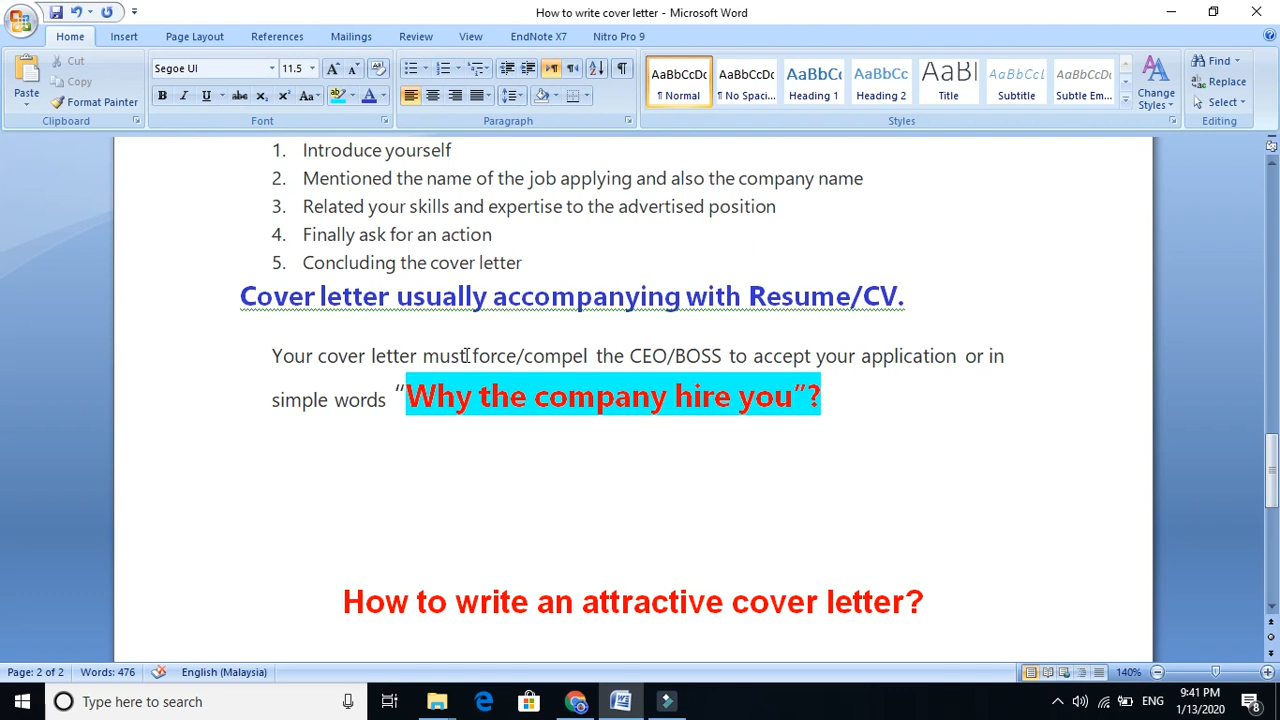 How to write cover letter - Microsoft Word
Home Insert Page Layout References Mailings Review View EndNote X7 Nitro Pro 9
Paste
Cut
Copy
Format Painter
Clipboard
Segoe UI 11.5
Font
Paragraph
AaBbCcDc AaBbCcDc AaBbC AaBbCc AaBl AaBbCcl AaBbCcDc
¶ Normal ¶ No Spaci... Heading 1 Heading 2 Title Subtitle Subtle Em...
Change Styles
Styles
Find
Replace
Select
Editing
1. Introduce yourself
2. Mentioned the name of the job applying and also the company name
3. Related your skills and expertise to the advertised position
4. Finally ask for an action
5. Concluding the cover letter
Cover letter usually accompanying with Resume/CV.
Your cover letter must force/compel the CEO/BOSS to accept your application or in
simple words “Why the company hire you”?
How to write an attractive cover letter?
Page: 2 of 2 Words: 476 English (Malaysia) 140%
Type here to search
ENG
9:41 PM
1/13/2020
8